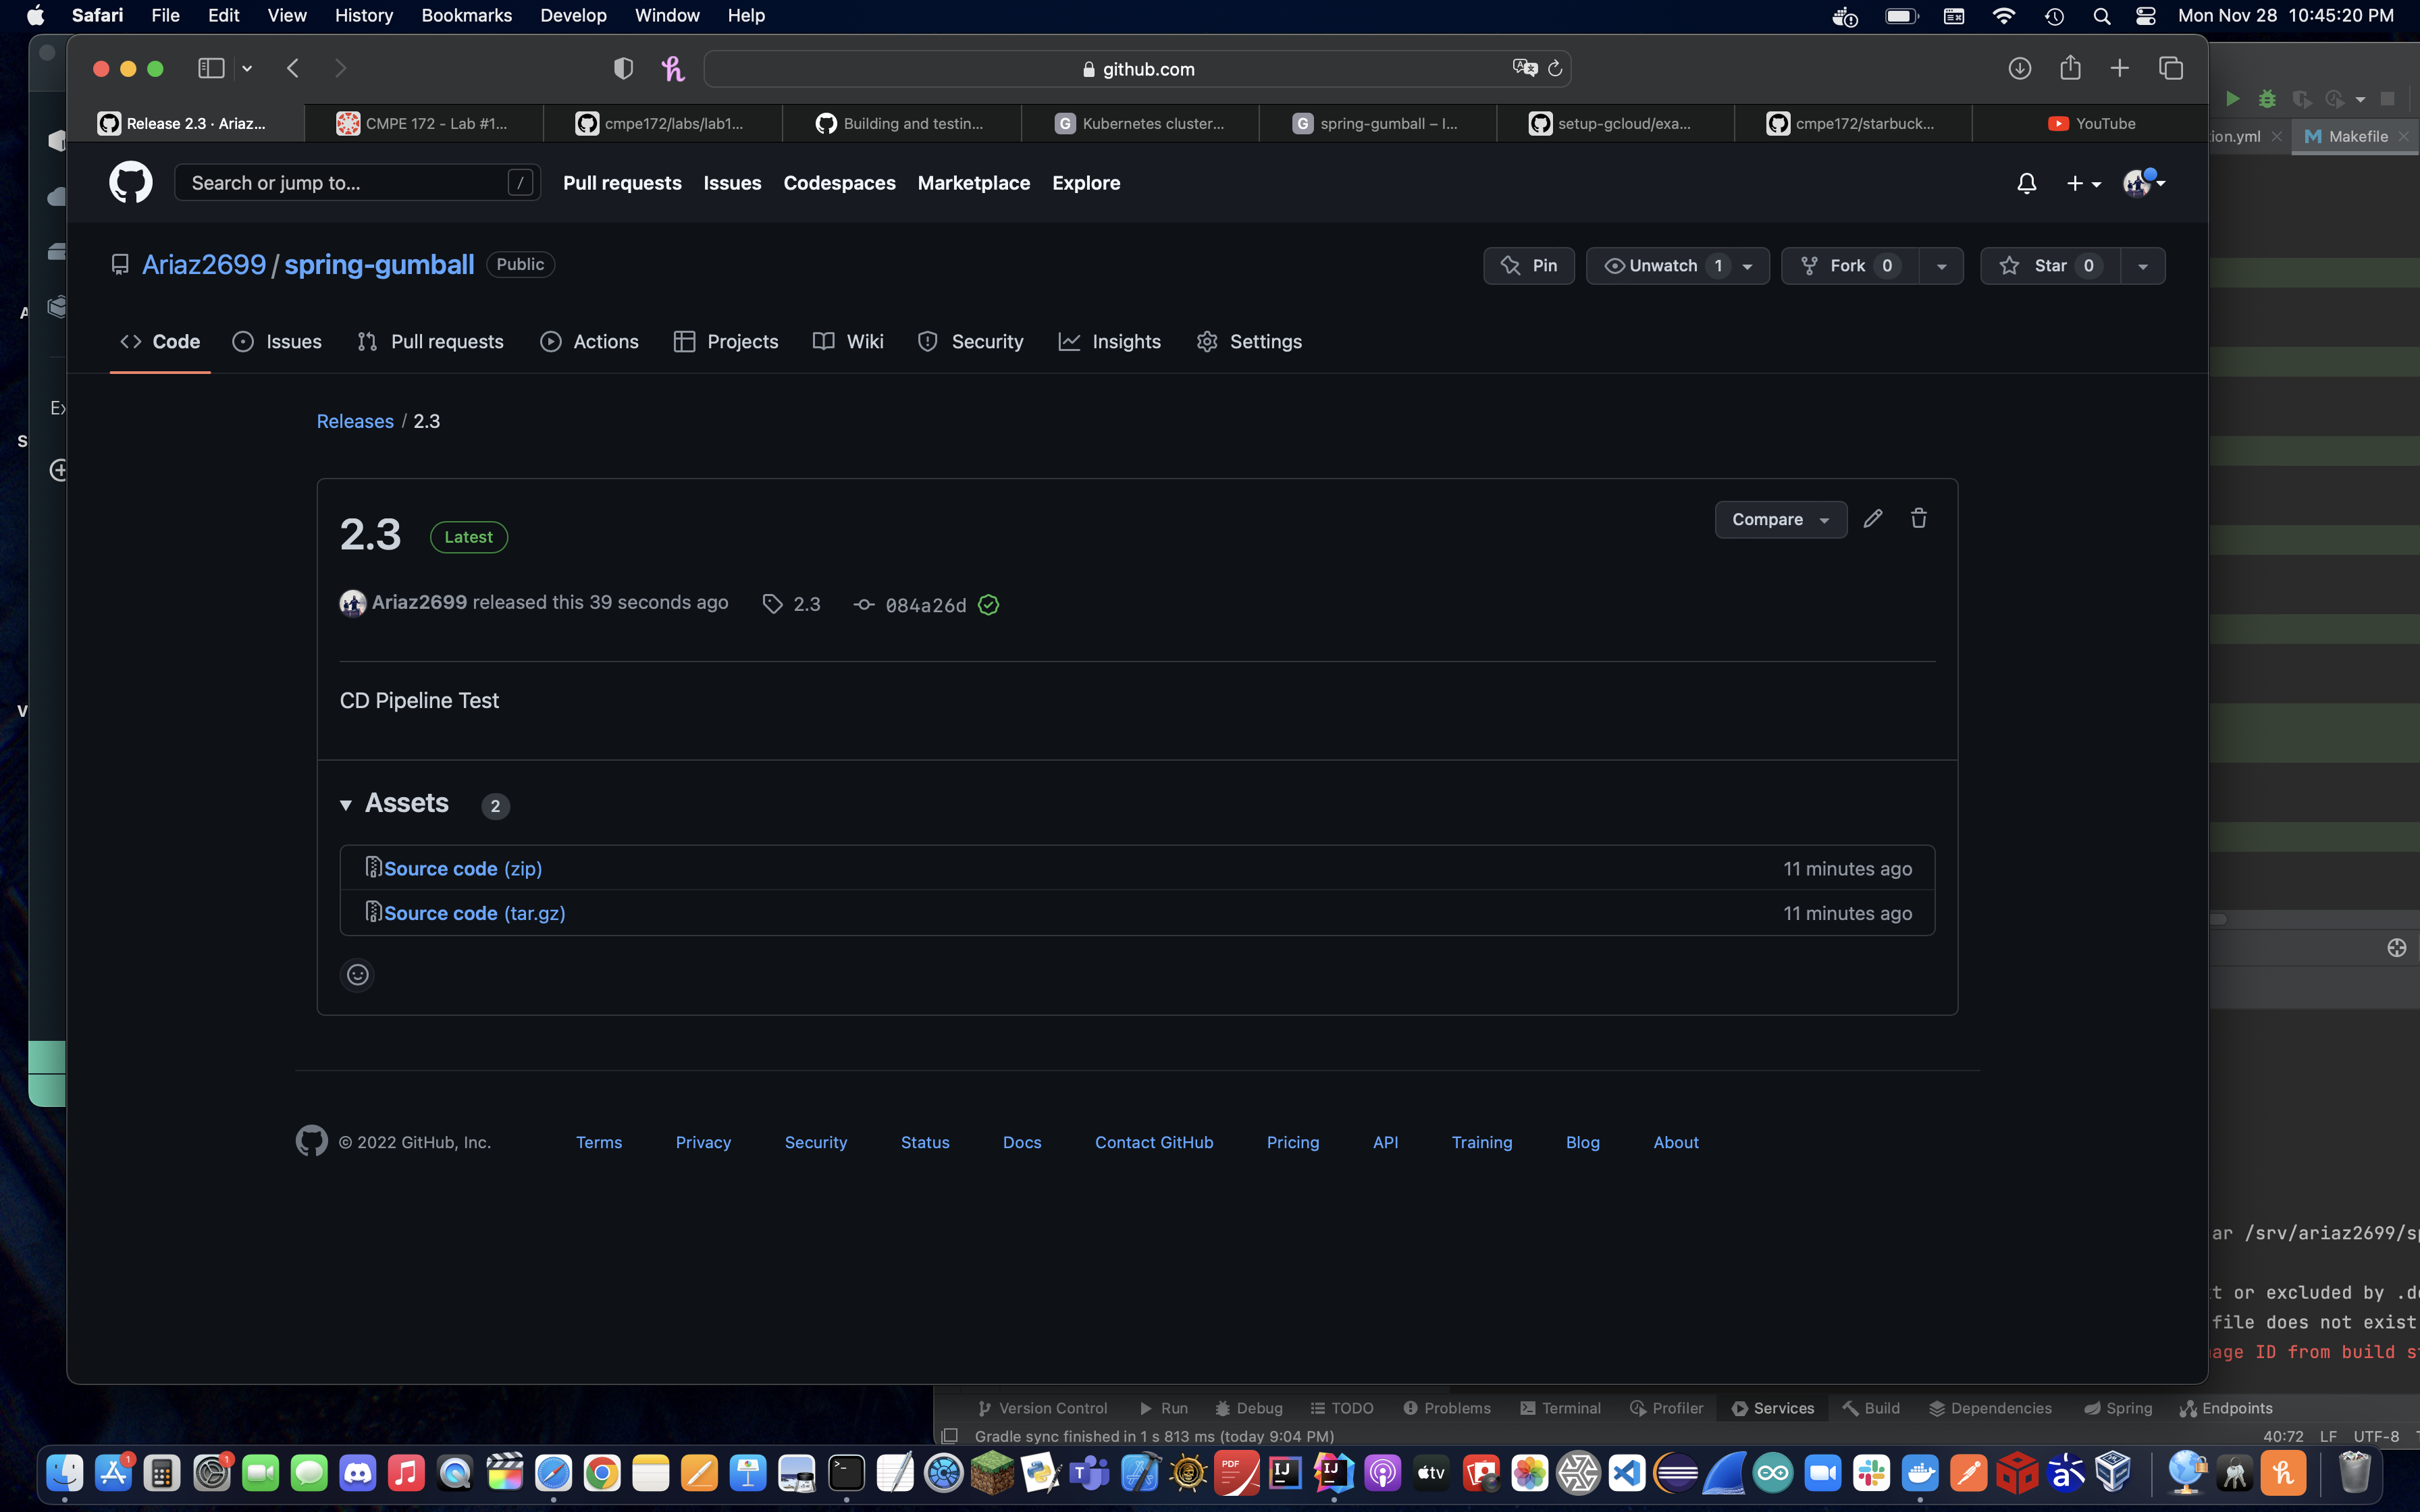 Safari File Edit View History Bookmarks Develop Window Help
Mon Nov 28 10:45:20 PM
github.com
Release 2.3 · Ariaz...
CMPE 172 - Lab #1...
cmpe172/labs/lab1...
Building and testin...
Kubernetes cluster...
spring-gumball – I...
setup-gcloud/exa...
cmpe172/starbuck...
YouTube
ion.yml
Makefile
Search or jump to...
/
Pull requests Issues Codespaces Marketplace Explore
Ariaz2699 / spring-gumball Public
Pin
Unwatch 1
Fork 0
Star 0
Code Issues Pull requests Actions Projects Wiki Security Insights Settings
Releases / 2.3
2.3 Latest
Compare
Ariaz2699 released this 39 seconds ago 2.3 084a26d
CD Pipeline Test
Assets 2
Source code (zip) 11 minutes ago
Source code (tar.gz) 11 minutes ago
© 2022 GitHub, Inc. Terms Privacy Security Status Docs Contact GitHub Pricing API Training Blog About
ar /srv/ariaz2699/s
or excluded by .d
file does not exist
age ID from build s
Version Control Run Debug TODO Problems Terminal Profiler Services Build Dependencies Spring Endpoints
Gradle sync finished in 1 s 813 ms (today 9:04 PM)
40:72 LF UTF-8